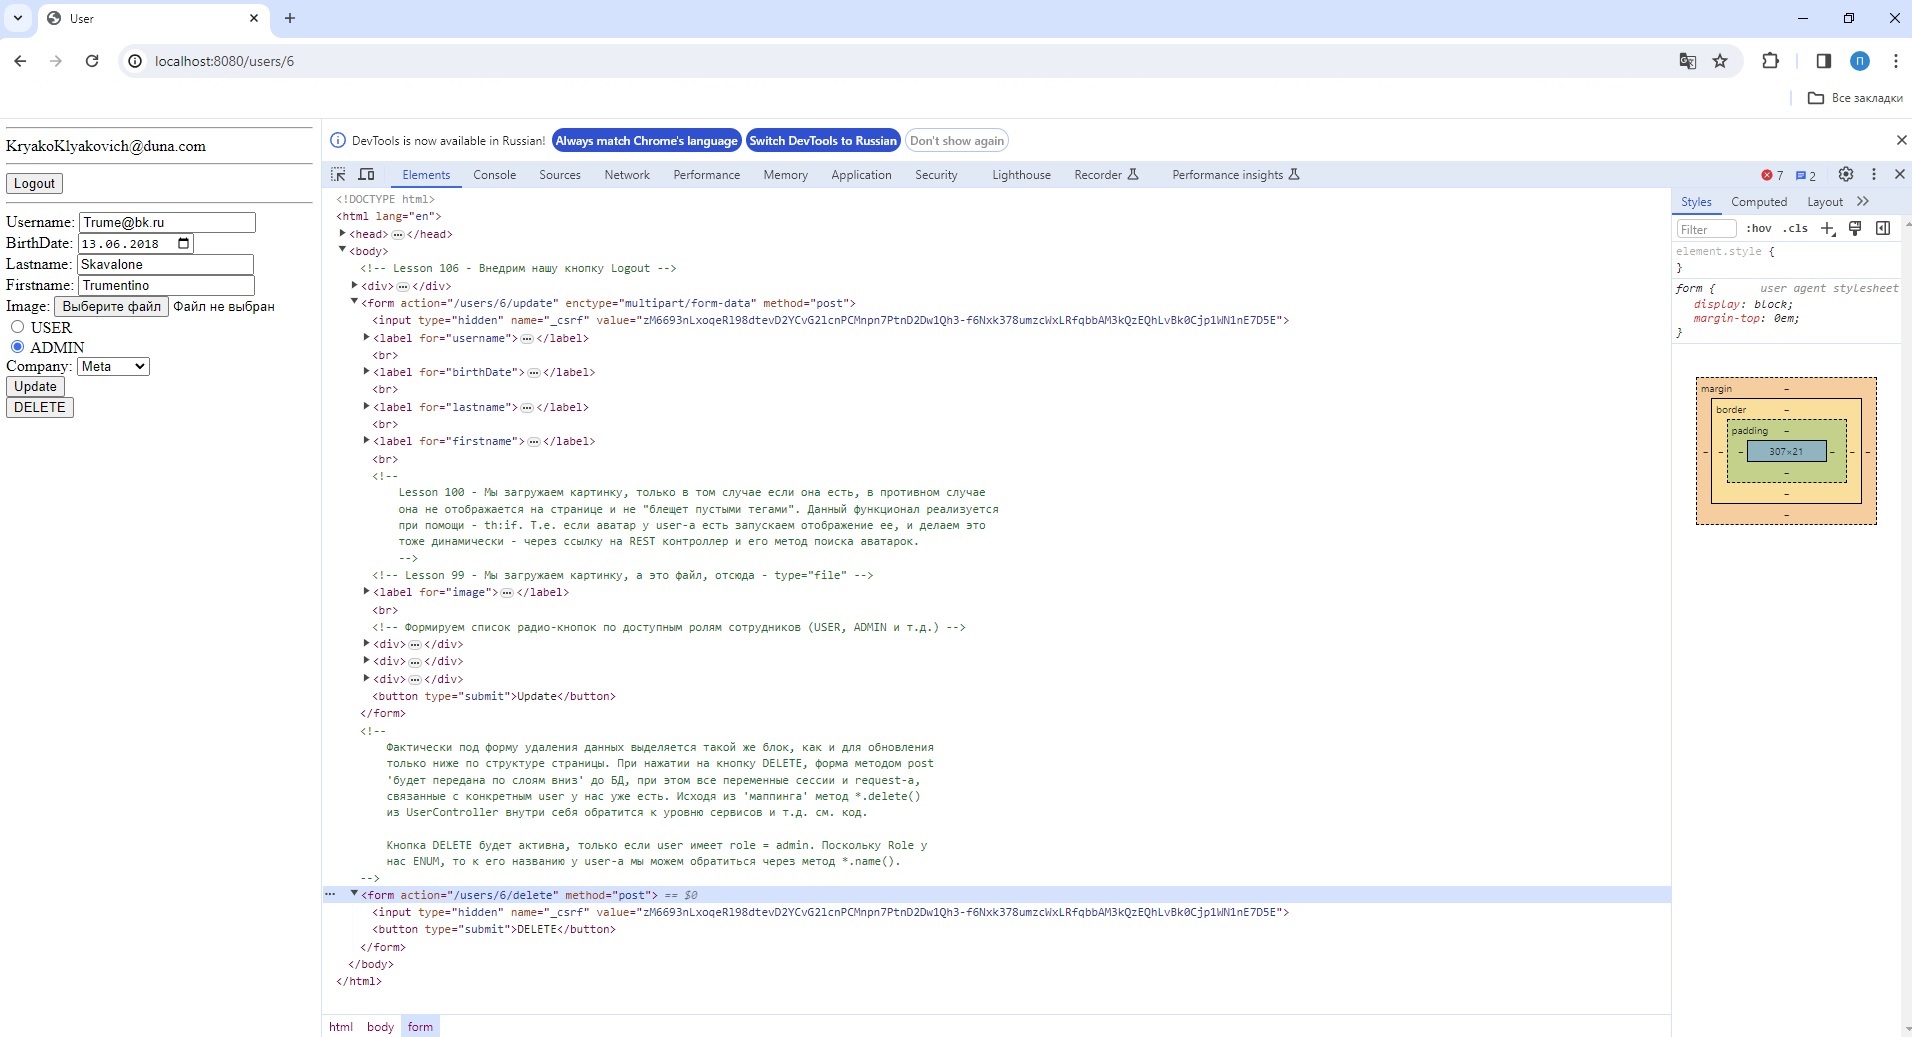 User
localhost:8080/users/6
Все закладки
KryakoKlyakovich@duna.com
Logout
Username: Trume@bk.ru
BirthDate: 13.06.2018
Lastname: Skavalone
Firstname: Trumentino
Image: Выберите файл Файл не выбран
USER
ADMIN
Company: Meta
Update
DELETE
DevTools is now available in Russian! Always match Chrome's language Switch DevTools to Russian Don't show again
Elements Console Sources Network Performance Memory Application Security Lighthouse Recorder Performance insights 7 2
<!DOCTYPE html>
<html lang="en">
<head> ... </head>
<body>
<!-- Lesson 106 - Внедрим нашу кнопку Logout -->
<div> ... </div>
<form action="/users/6/update" enctype="multipart/form-data" method="post">
<input type="hidden" name="_csrf" value="zM6693nLxoqeRl98dtevD2YCvG2lcnPCMnpn7PtnD2Dw1Qh3-f6Nxk378umzcWxLRfqbbAM3kQzEQhLvBk0Cjp1WN1nE7D5E">
<label for="username"> ... </label>
<br>
<label for="birthDate"> ... </label>
<br>
<label for="lastname"> ... </label>
<br>
<label for="firstname"> ... </label>
<br>
<!--
Lesson 100 - Мы загружаем картинку, только в том случае если она есть, в противном случае
она не отображается на странице и не "блещет пустыми тегами". Данный функционал реализуется
при помощи - th:if. Т.е. если аватар у user-a есть запускаем отображение ее, и делаем это
тоже динамически - через ссылку на REST контроллер и его метод поиска аватарок.
-->
<!-- Lesson 99 - Мы загружаем картинку, а это файл, отсюда - type="file" -->
<label for="image"> ... </label>
<br>
<!-- Формируем список радио-кнопок по доступным ролям сотрудников (USER, ADMIN и т.д.) -->
<div> ... </div>
<div> ... </div>
<div> ... </div>
<button type="submit">Update</button>
</form>
<!--
Фактически под форму удаления данных выделяется такой же блок, как и для обновления
только ниже по структуре страницы. При нажатии на кнопку DELETE, форма методом post
'будет передана по слоям вниз' до БД, при этом все переменные сессии и request-a,
связанные с конкретным user у нас уже есть. Исходя из 'маппинга' метод *.delete()
из UserController внутри себя обратится к уровню сервисов и т.д. см. код.
Кнопка DELETE будет активна, только если user имеет role = admin. Поскольку Role у
нас ENUM, то к его названию у user-a мы можем обратиться через метод *.name().
-->
<form action="/users/6/delete" method="post"> == $0
<input type="hidden" name="_csrf" value="zM6693nLxoqeRl98dtevD2YCvG2lcnPCMnpn7PtnD2Dw1Qh3-f6Nxk378umzcWxLRfqbbAM3kQzEQhLvBk0Cjp1WN1nE7D5E">
<button type="submit">DELETE</button>
</form>
</body>
</html>
html body form
Styles Computed Layout
Filter :hov .cls
element.style {
}
form { user agent stylesheet
display: block;
margin-top: 0em;
}
margin -
border -
padding -
- - - 307×21 - - -
-
-
-
П